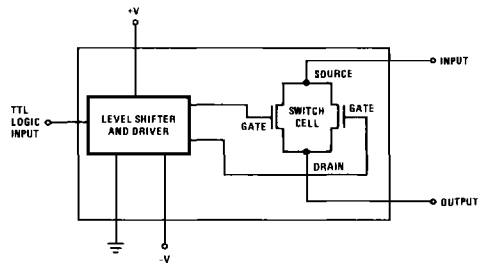 +V
INPUT
SOURCE
TTL
LOGIC
INPUT
LEVEL SHIFTER
AND DRIVER
GATE
SWITCH
CELL
GATE
DRAIN
OUTPUT
-V